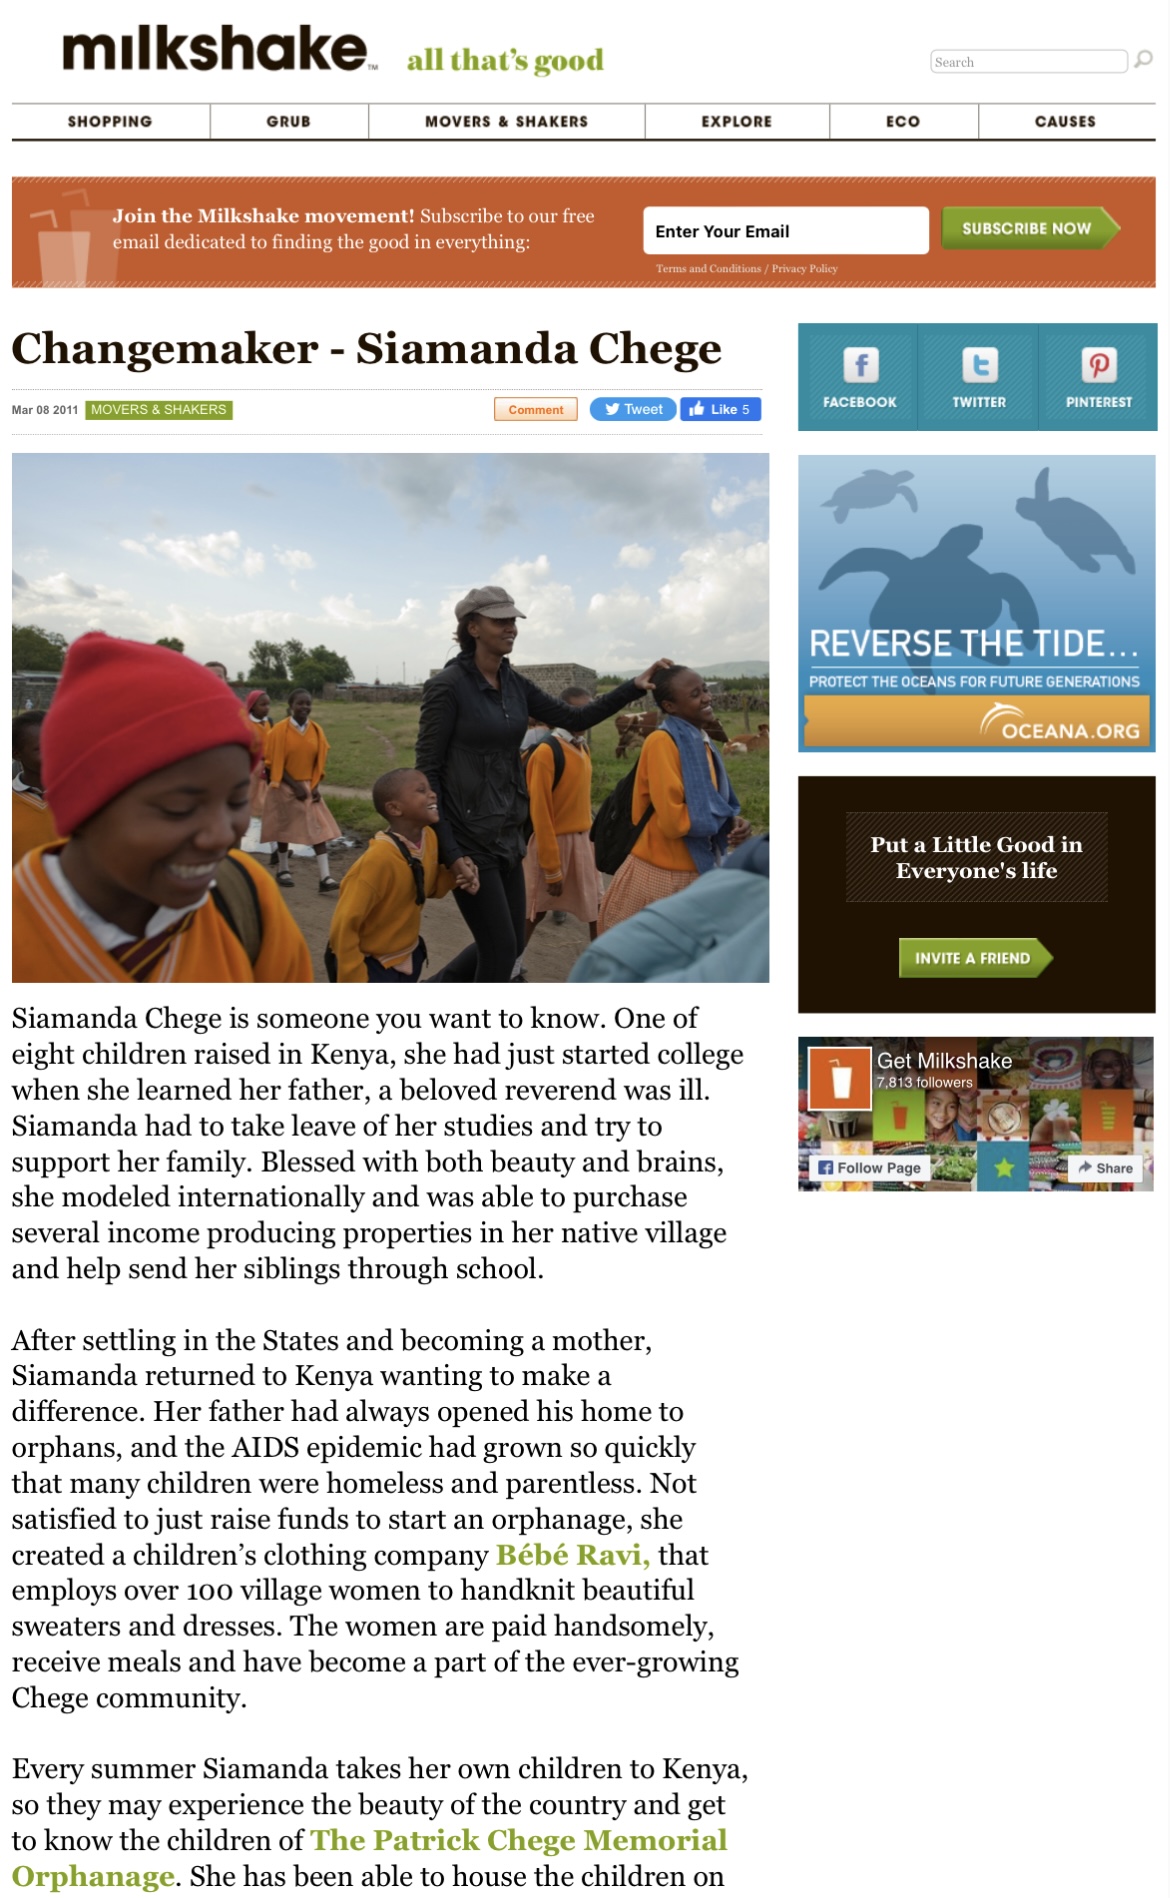 milkshake™ all that's good
Search
SHOPPING
GRUB
MOVERS & SHAKERS
EXPLORE
ECO
CAUSES
Join the Milkshake movement! Subscribe to our free
email dedicated to finding the good in everything:
Enter Your Email
SUBSCRIBE NOW
Terms and Conditions / Privacy Policy
Changemaker - Siamanda Chege
Mar 08 2011 MOVERS & SHAKERS
Comment
Tweet
Like 5
Siamanda Chege is someone you want to know. One of
eight children raised in Kenya, she had just started college
when she learned her father, a beloved reverend was ill.
Siamanda had to take leave of her studies and try to
support her family. Blessed with both beauty and brains,
she modeled internationally and was able to purchase
several income producing properties in her native village
and help send her siblings through school.
After settling in the States and becoming a mother,
Siamanda returned to Kenya wanting to make a
difference. Her father had always opened his home to
orphans, and the AIDS epidemic had grown so quickly
that many children were homeless and parentless. Not
satisfied to just raise funds to start an orphanage, she
created a children’s clothing company Bébé Ravi, that
employs over 100 village women to handknit beautiful
sweaters and dresses. The women are paid handsomely,
receive meals and have become a part of the ever-growing
Chege community.
Every summer Siamanda takes her own children to Kenya,
so they may experience the beauty of the country and get
to know the children of The Patrick Chege Memorial
Orphanage. She has been able to house the children on
FACEBOOK
TWITTER
PINTEREST
REVERSE THE TIDE...
PROTECT THE OCEANS FOR FUTURE GENERATIONS
OCEANA.ORG
Put a Little Good in
Everyone's life
INVITE A FRIEND
Get Milkshake
7,813 followers
Follow Page
Share